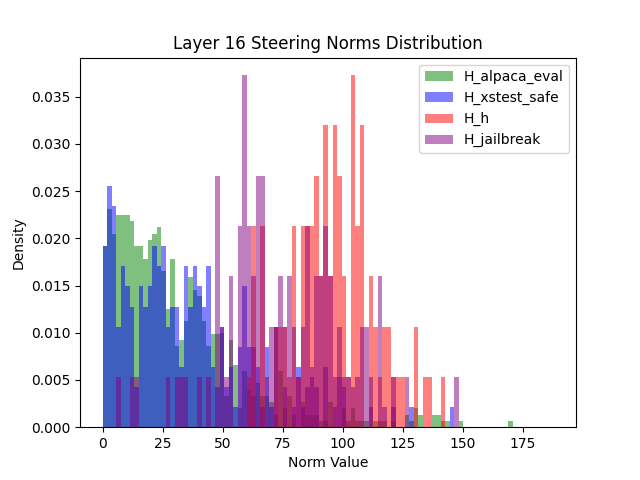 Layer 16 Steering Norms Distribution
H_alpaca_eval
H_xstest_safe
H_h
H_jailbreak
Density
0.035
0.030
0.025
0.020
0.015
0.010
0.005
0.000
0 25 50 75 100 125 150 175
Norm Value